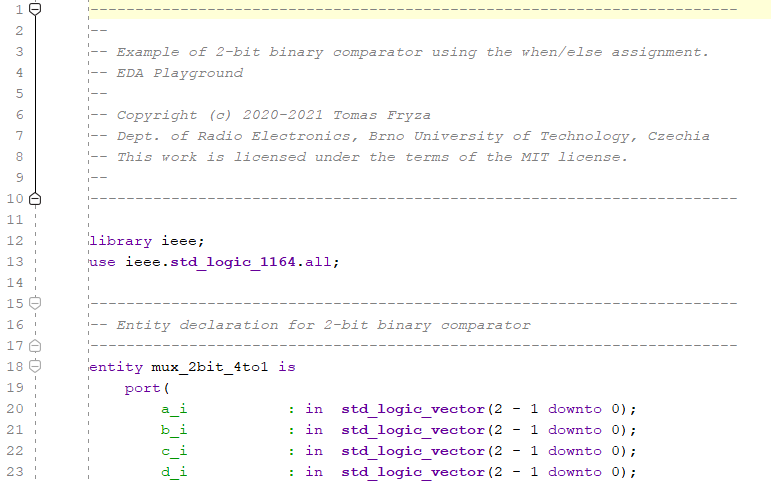 1 ------------------------------------------------------------------------
2 --
3 -- Example of 2-bit binary comparator using the when/else assignment.
4 -- EDA Playground
5 --
6 -- Copyright (c) 2020-2021 Tomas Fryza
7 -- Dept. of Radio Electronics, Brno University of Technology, Czechia
8 -- This work is licensed under the terms of the MIT license.
9 --
10 ------------------------------------------------------------------------
11
12 library ieee;
13 use ieee.std_logic_1164.all;
14
15 ------------------------------------------------------------------------
16 -- Entity declaration for 2-bit binary comparator
17 ------------------------------------------------------------------------
18 entity mux_2bit_4to1 is
19     port(
20         a_i           : in  std_logic_vector(2 - 1 downto 0);
21         b_i           : in  std_logic_vector(2 - 1 downto 0);
22         c_i           : in  std_logic_vector(2 - 1 downto 0);
23         d_i           : in  std_logic_vector(2 - 1 downto 0);